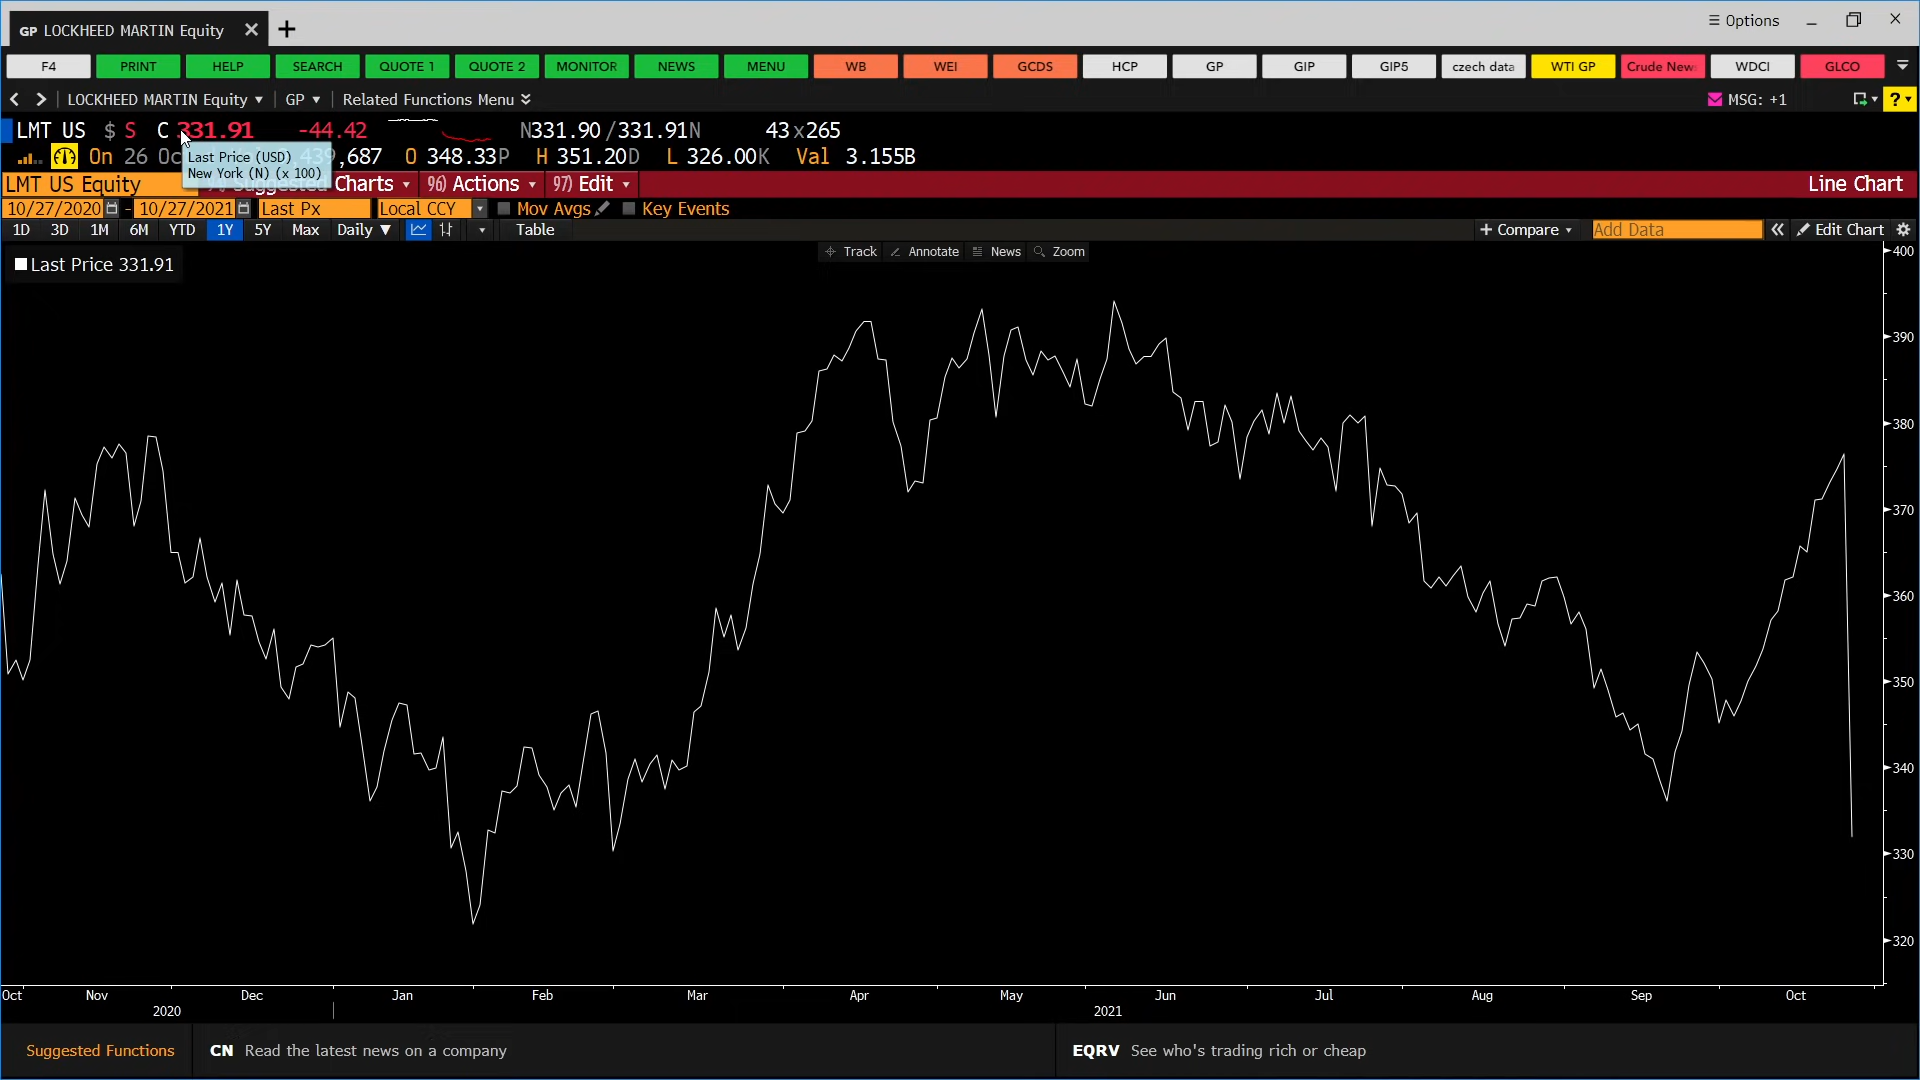 GP LOCKHEED MARTIN Equity
Options
F4 PRINT HELP SEARCH QUOTE 1 QUOTE 2 MONITOR NEWS MENU WB WEI GCDS HCP GP GIP GIP5 czech data WTI GP Crude News WDCI GLCO
LOCKHEED MARTIN Equity GP Related Functions Menu MSG: +1 ?
LMT US $ S C 331.91 -44.42 N331.90 /331.91N 43x265
On 26 Oc ,439,687 O 348.33P H 351.20D L 326.00K Val 3.155B
Last Price (USD)
New York (N) (x 100)
LMT US Equity Suggested Charts 96) Actions 97) Edit Line Chart
10/27/2020 - 10/27/2021 Last Px Local CCY Mov Avgs Key Events
1D 3D 1M 6M YTD 1Y 5Y Max Daily Table + Compare Add Data Edit Chart
Track Annotate News Zoom
Last Price 331.91
400
390
380
370
360
350
340
330
320
Oct Nov Dec Jan Feb Mar Apr May Jun Jul Aug Sep Oct
2020 2021
Suggested Functions CN Read the latest news on a company EQRV See who's trading rich or cheap